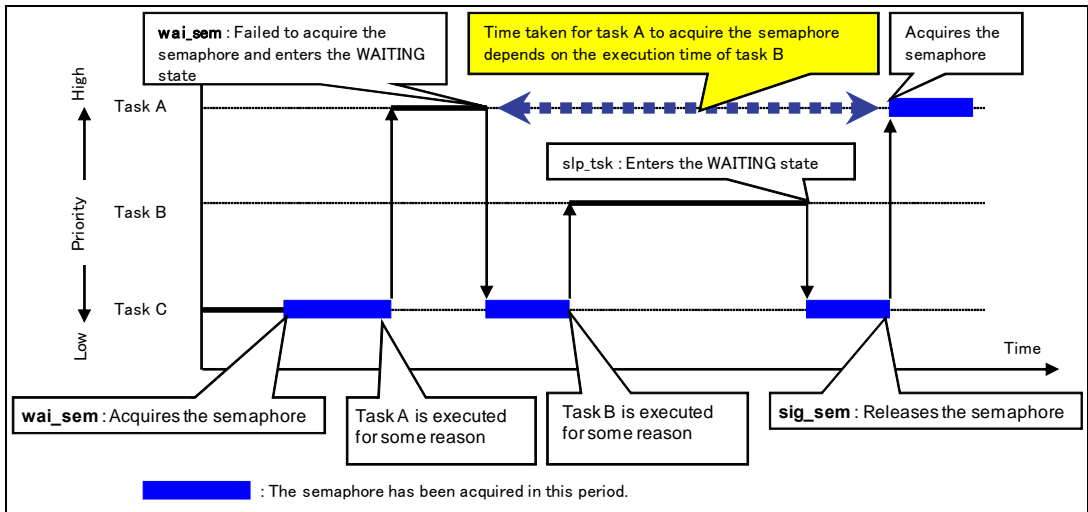 wai_sem : Failed to acquire the
semaphore and enters the WAITING
state
Time taken for task A to acquire the semaphore
depends on the execution time of task B
Acquires the
semaphore
High
Priority
Low
Task A
slp_tsk : Enters the WAITING state
Task B
Task C
Time
wai_sem : Acquires the semaphore
Task A is executed
for some reason
Task B is executed
for some reason
sig_sem : Releases the semaphore
: The semaphore has been acquired in this period.